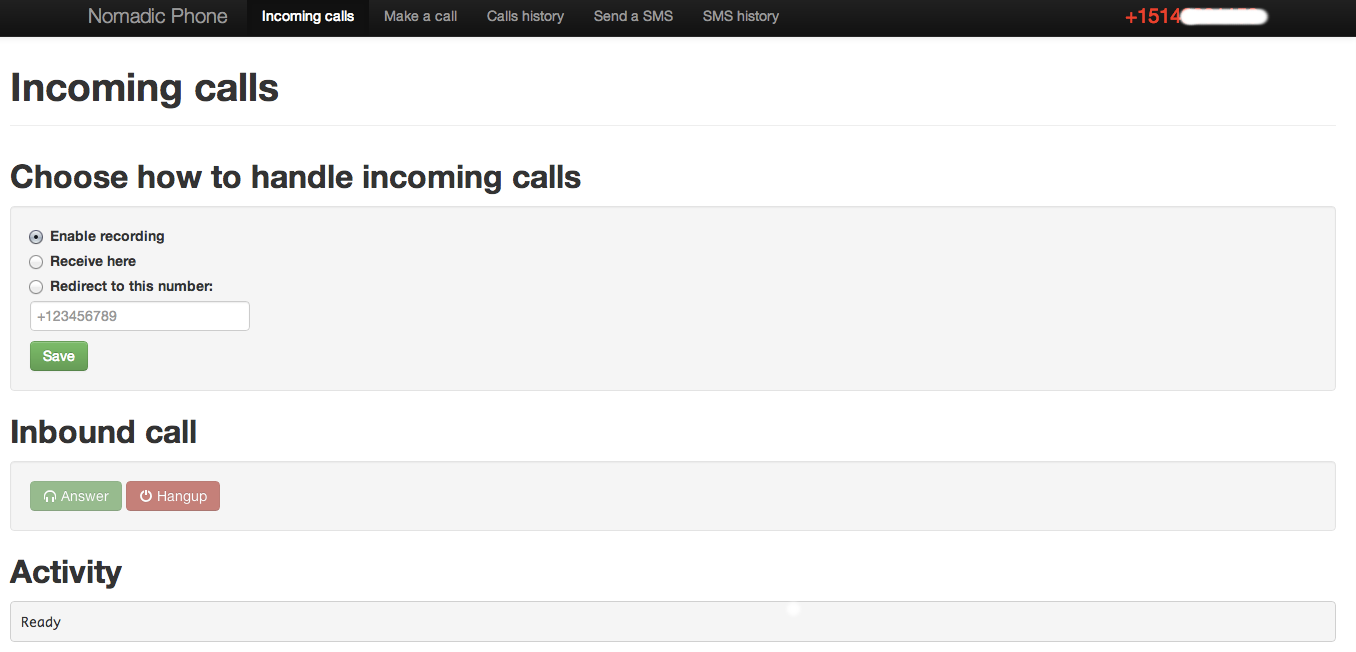 Nomadic Phone Incoming calls Make a call Calls history Send a SMS SMS history +1514
Incoming calls
Choose how to handle incoming calls
Enable recording
Receive here
Redirect to this number:
+123456789
Save
Inbound call
Answer Hangup
Activity
Ready